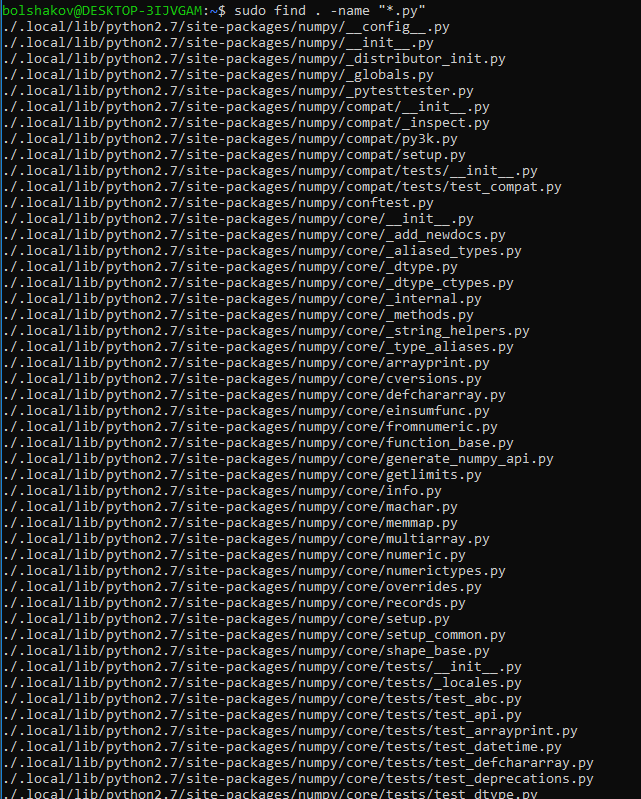 bolshakov@DESKTOP-3IJVGAM:~$ sudo find . -name "*.py"
./.local/lib/python2.7/site-packages/numpy/__config__.py
./.local/lib/python2.7/site-packages/numpy/__init__.py
./.local/lib/python2.7/site-packages/numpy/_distributor_init.py
./.local/lib/python2.7/site-packages/numpy/_globals.py
./.local/lib/python2.7/site-packages/numpy/_pytesttester.py
./.local/lib/python2.7/site-packages/numpy/compat/__init__.py
./.local/lib/python2.7/site-packages/numpy/compat/_inspect.py
./.local/lib/python2.7/site-packages/numpy/compat/py3k.py
./.local/lib/python2.7/site-packages/numpy/compat/setup.py
./.local/lib/python2.7/site-packages/numpy/compat/tests/__init__.py
./.local/lib/python2.7/site-packages/numpy/compat/tests/test_compat.py
./.local/lib/python2.7/site-packages/numpy/conftest.py
./.local/lib/python2.7/site-packages/numpy/core/__init__.py
./.local/lib/python2.7/site-packages/numpy/core/_add_newdocs.py
./.local/lib/python2.7/site-packages/numpy/core/_aliased_types.py
./.local/lib/python2.7/site-packages/numpy/core/_dtype.py
./.local/lib/python2.7/site-packages/numpy/core/_dtype_ctypes.py
./.local/lib/python2.7/site-packages/numpy/core/_internal.py
./.local/lib/python2.7/site-packages/numpy/core/_methods.py
./.local/lib/python2.7/site-packages/numpy/core/_string_helpers.py
./.local/lib/python2.7/site-packages/numpy/core/_type_aliases.py
./.local/lib/python2.7/site-packages/numpy/core/arrayprint.py
./.local/lib/python2.7/site-packages/numpy/core/cversions.py
./.local/lib/python2.7/site-packages/numpy/core/defchararray.py
./.local/lib/python2.7/site-packages/numpy/core/einsumfunc.py
./.local/lib/python2.7/site-packages/numpy/core/fromnumeric.py
./.local/lib/python2.7/site-packages/numpy/core/function_base.py
./.local/lib/python2.7/site-packages/numpy/core/generate_numpy_api.py
./.local/lib/python2.7/site-packages/numpy/core/getlimits.py
./.local/lib/python2.7/site-packages/numpy/core/info.py
./.local/lib/python2.7/site-packages/numpy/core/machar.py
./.local/lib/python2.7/site-packages/numpy/core/memmap.py
./.local/lib/python2.7/site-packages/numpy/core/multiarray.py
./.local/lib/python2.7/site-packages/numpy/core/numeric.py
./.local/lib/python2.7/site-packages/numpy/core/numerictypes.py
./.local/lib/python2.7/site-packages/numpy/core/overrides.py
./.local/lib/python2.7/site-packages/numpy/core/records.py
./.local/lib/python2.7/site-packages/numpy/core/setup.py
./.local/lib/python2.7/site-packages/numpy/core/setup_common.py
./.local/lib/python2.7/site-packages/numpy/core/shape_base.py
./.local/lib/python2.7/site-packages/numpy/core/tests/__init__.py
./.local/lib/python2.7/site-packages/numpy/core/tests/_locales.py
./.local/lib/python2.7/site-packages/numpy/core/tests/test_abc.py
./.local/lib/python2.7/site-packages/numpy/core/tests/test_api.py
./.local/lib/python2.7/site-packages/numpy/core/tests/test_arrayprint.py
./.local/lib/python2.7/site-packages/numpy/core/tests/test_datetime.py
./.local/lib/python2.7/site-packages/numpy/core/tests/test_defchararray.py
./.local/lib/python2.7/site-packages/numpy/core/tests/test_deprecations.py
./.local/lib/python2.7/site-packages/numpy/core/tests/test_dtype.py